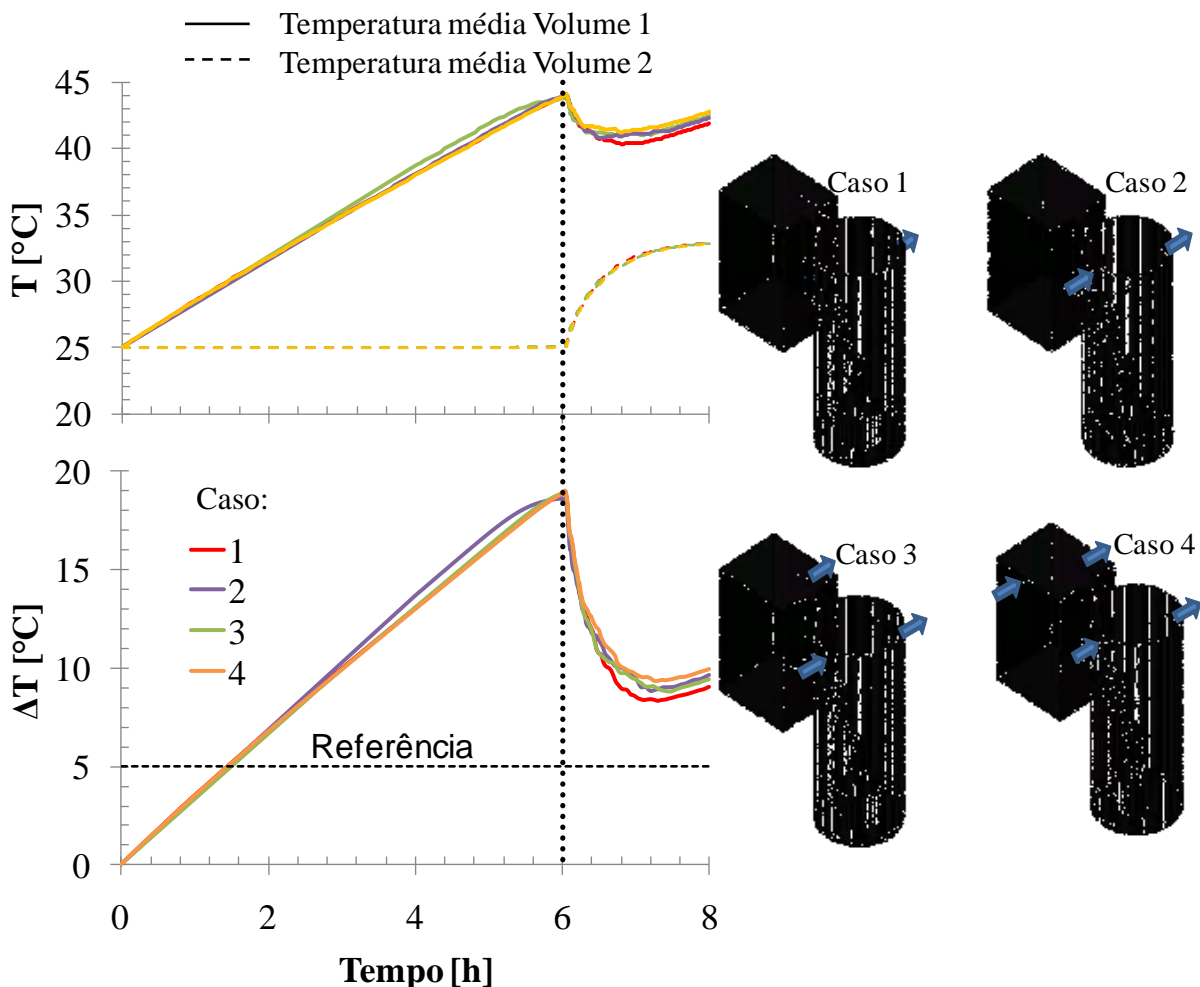 Temperatura média Volume 1
Temperatura média Volume 2
45
40
35
30
25
20
T [°C]
Caso 1
Caso 2
20
15
10
5
0
ΔT [°C]
Caso:
1
2
3
4
Referência
Caso 3
Caso 4
0
2
4
6
8
Tempo [h]